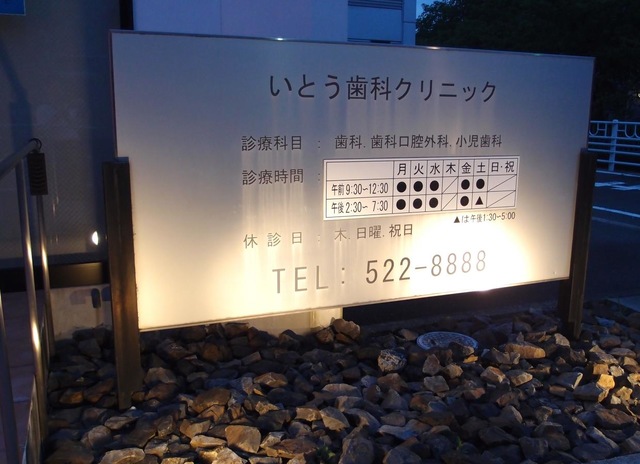 いとう歯科クリニック
診療科目 : 歯科. 歯科口腔外科. 小児歯科
診療時間 : 月 火 水 木 金 土 日・祝
午前9:30~12:30 ● ● ● / ● ● /
午後2:30~ 7:30 ● ● ● / ● ▲ /
▲は午後1:30~5:00
休診日 : 木. 日曜. 祝日
TEL: 522-8888